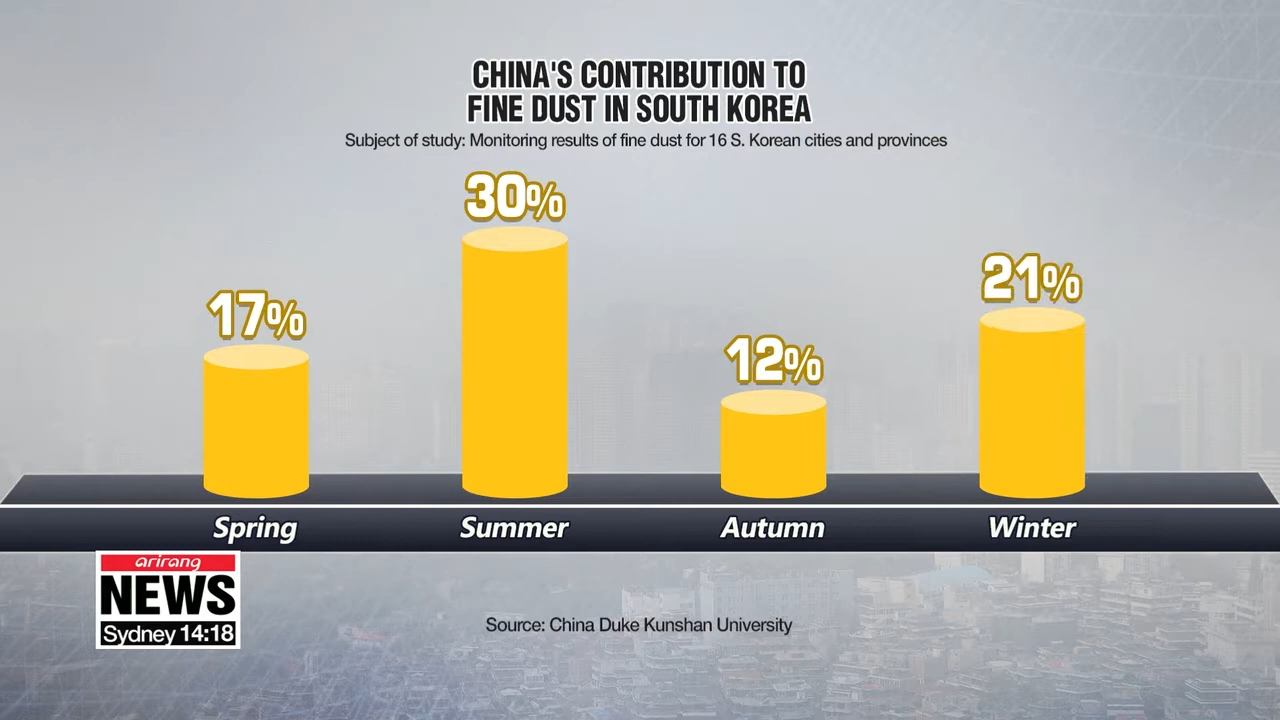 CHINA'S CONTRIBUTION TO
FINE DUST IN SOUTH KOREA
Subject of study: Monitoring results of fine dust for 16 S. Korean cities and provinces
17%
30%
12%
21%
Spring
Summer
Autumn
Winter
arirang
NEWS
Sydney 14:18
Source: China Duke Kunshan University